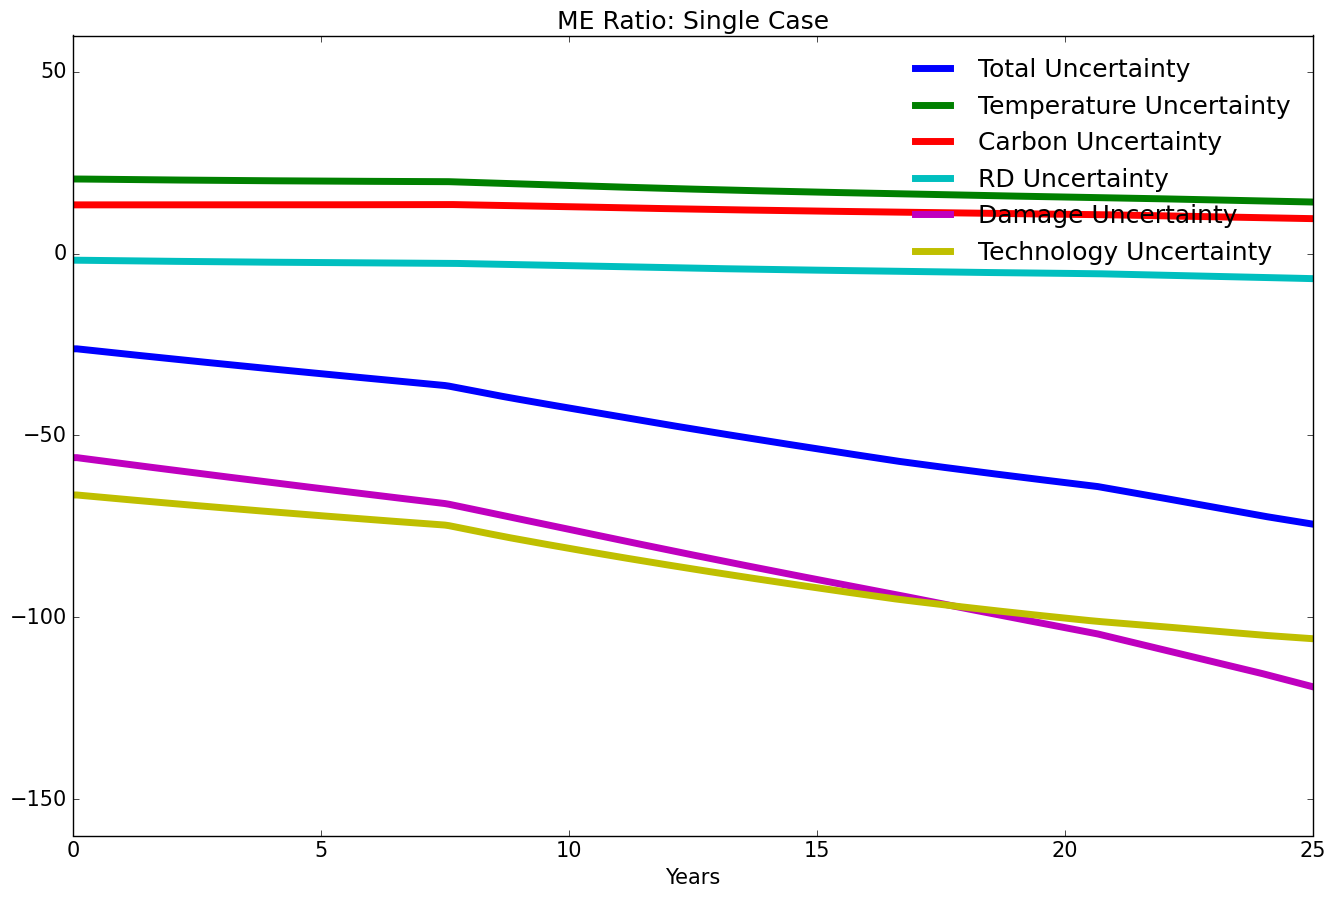 ME Ratio: Single Case
50
0
−50
−100
−150
Total Uncertainty
Temperature Uncertainty
Carbon Uncertainty
RD Uncertainty
Damage Uncertainty
Technology Uncertainty
0 5 10 15 20 25
Years